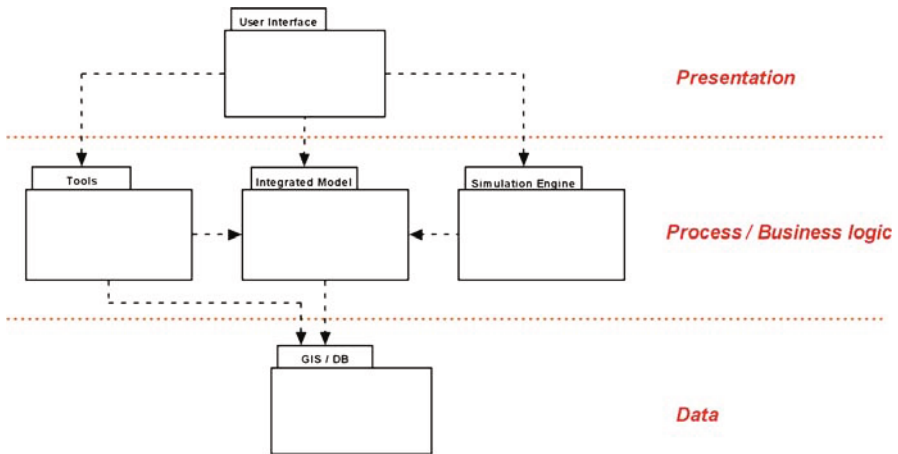 User Interface
Presentation
Tools
Integrated Model
Simulation Engine
Process / Business logic
GIS / DB
Data